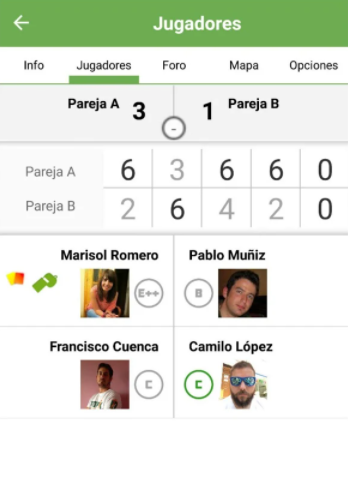 Jugadores
Info Jugadores Foro Mapa Opciones
Pareja A 3 1 Pareja B
-
Pareja A 6 3 6 6 0
Pareja B 2 6 4 2 0
Marisol Romero Pablo Muñiz
E++ B
Francisco Cuenca Camilo López
C C